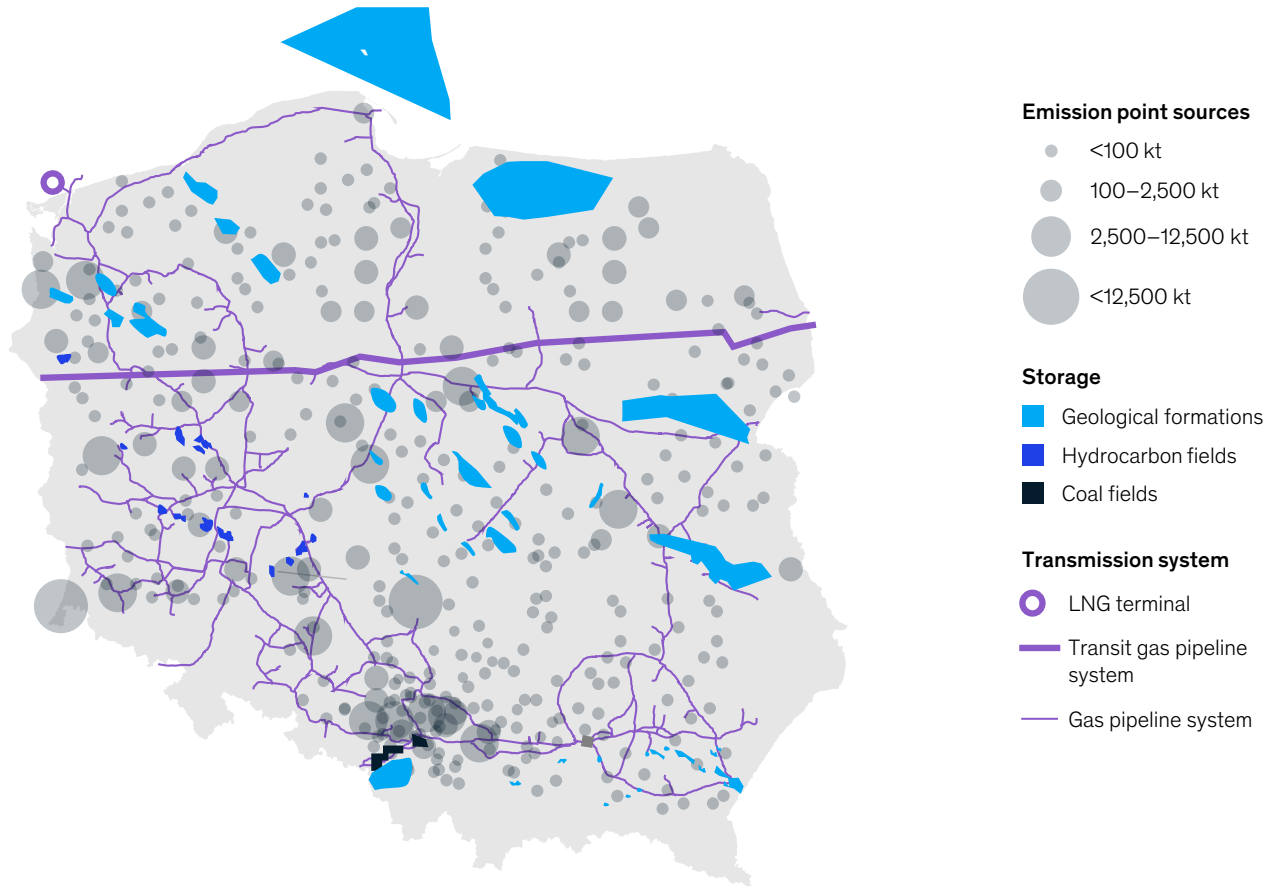 Emission point sources
<100 kt
100–2,500 kt
2,500–12,500 kt
<12,500 kt
Storage
Geological formations
Hydrocarbon fields
Coal fields
Transmission system
LNG terminal
Transit gas pipeline
system
Gas pipeline system